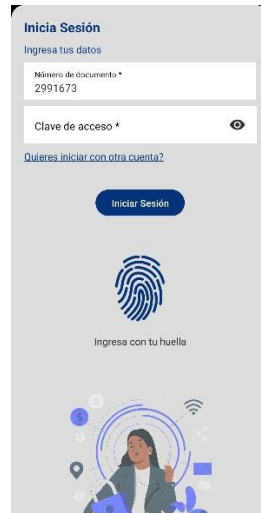 Inicia Sesión
Ingresa tus datos
Número de documento *
2991673
Clave de acceso *
Quieres iniciar con otra cuenta?
Iniciar Sesión
Ingresa con tu huella